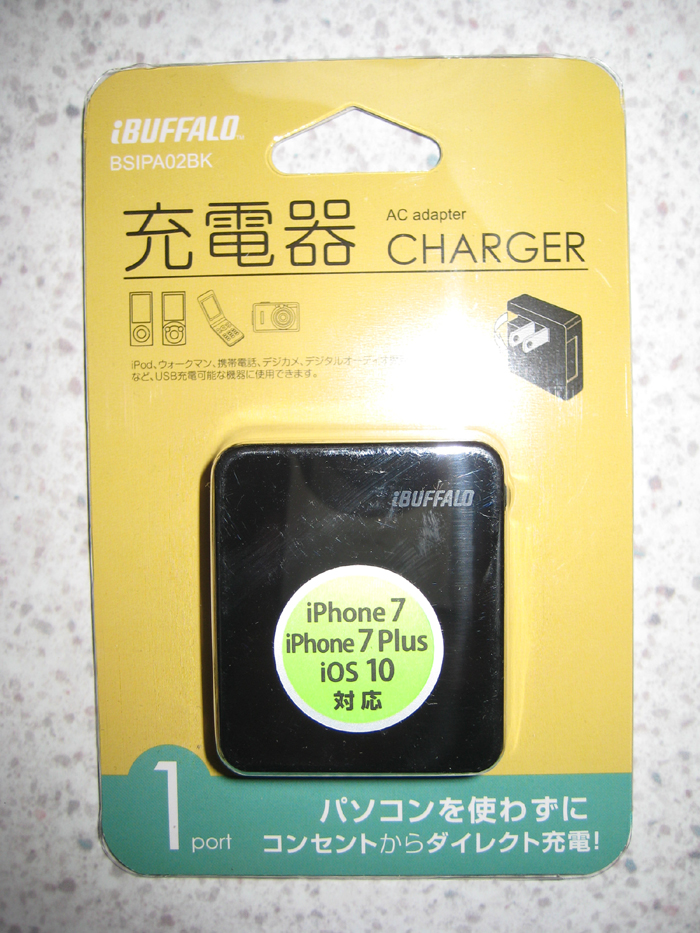 iBUFFALO
BSIPA02BK
充電器
AC adapter
CHARGER
iPod、ウォークマン、携帯電話、デジカメ、デジタルオーディオ
など、USB充電可能な機器に使用できます。
iBUFFALO
iPhone 7
iPhone 7 Plus
iOS 10
対応
1 port
パソコンを使わずに
コンセントからダイレクト充電!